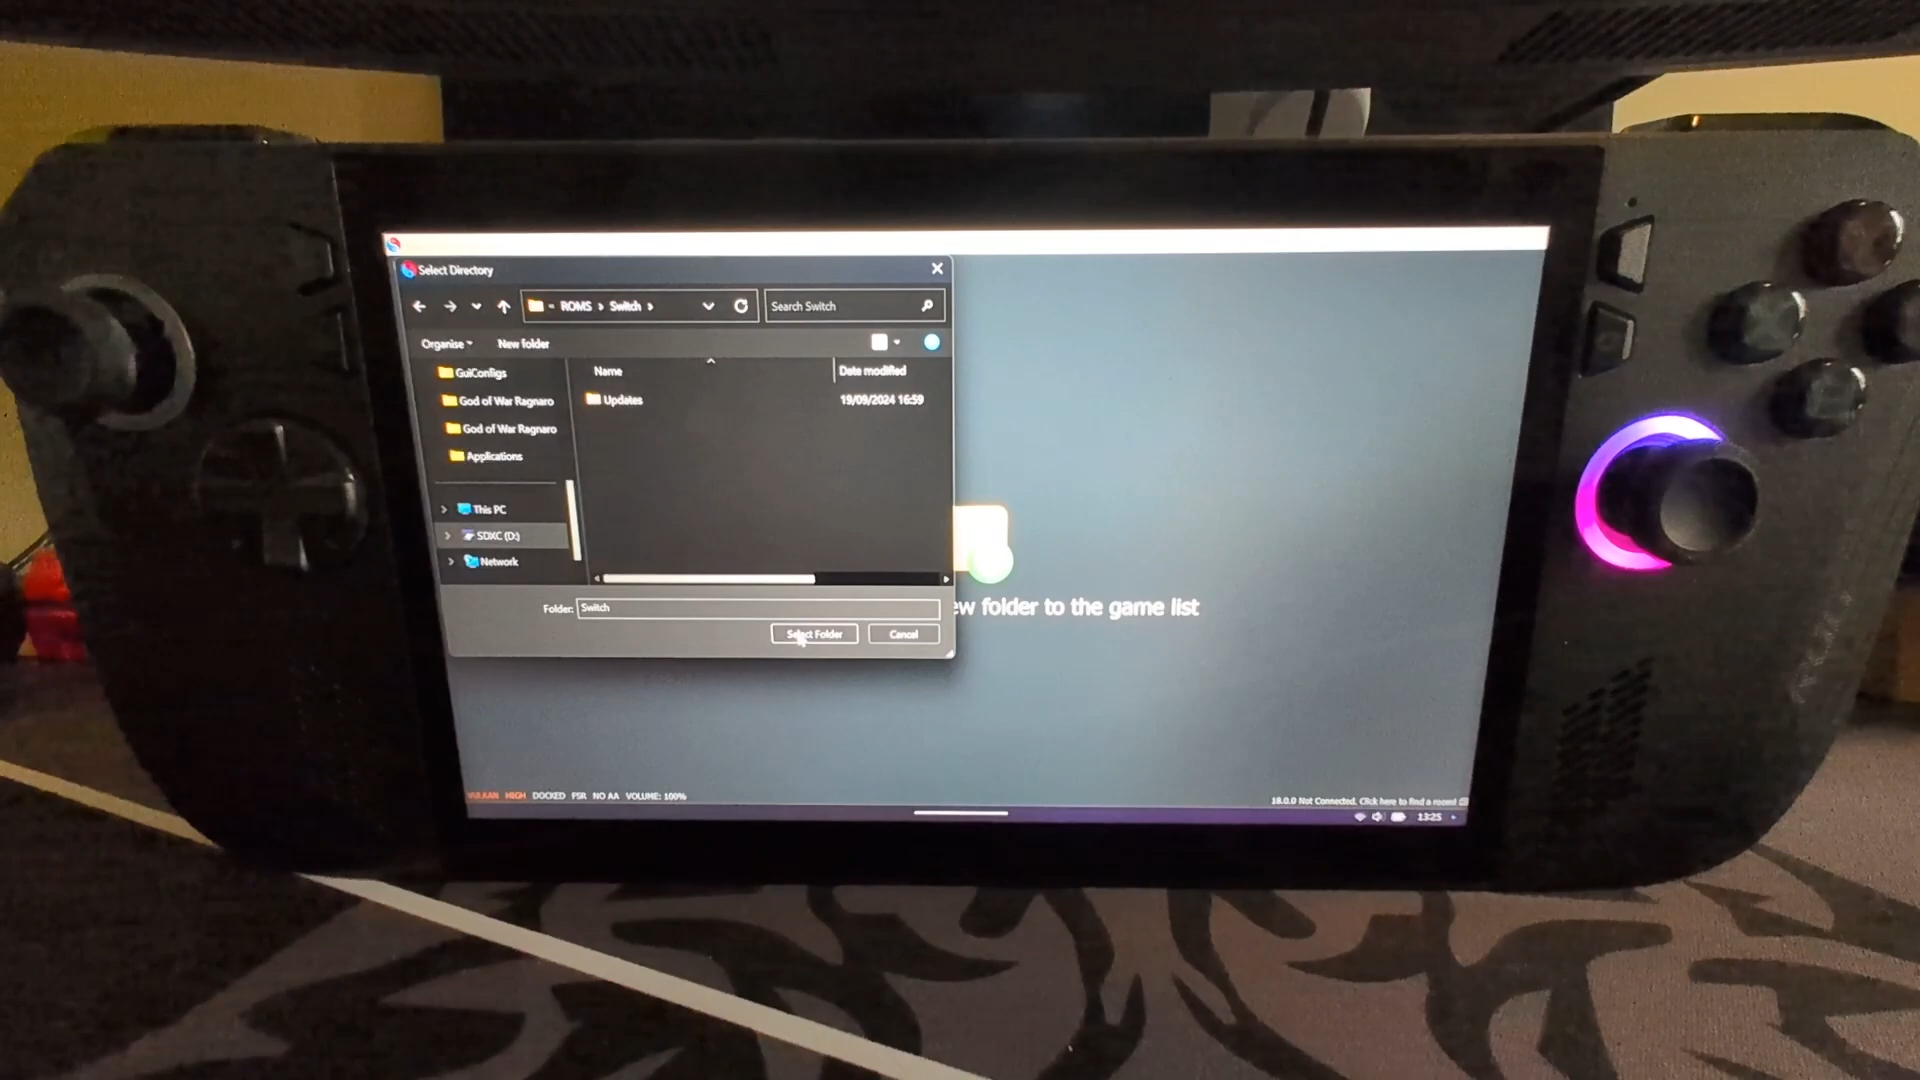 Select Directory
ROMS > Switch >
Search Switch
Organise
New folder
GuiConfigs
God of War Ragnaro
God of War Ragnaro
Applications
This PC
SDXC (D:)
Network
Name
Date modified
Updates
19/09/2024 16:59
Folder: Switch
Select Folder
Cancel
ew folder to the game list
VULKAN HIGH DOCKED FSR NO AA VOLUME: 100%
18.0.0 Not Connected. Click here to find a room!
13:25